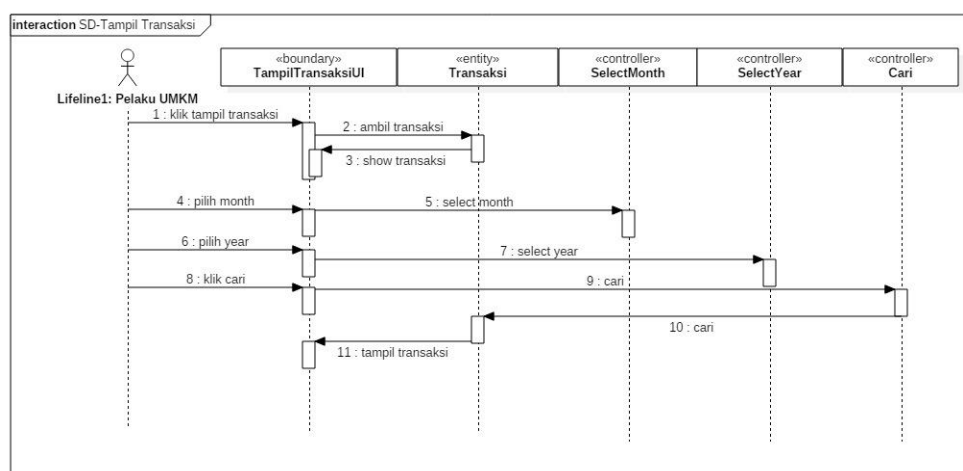 interaction SD-Tampil Transaksi
«boundary»
TampilTransaksiUI
«entity»
Transaksi
«controller»
SelectMonth
«controller»
SelectYear
«controller»
Cari
Lifeline1: Pelaku UMKM
1 : klik tampil transaksi
2 : ambil transaksi
3 : show transaksi
4 : pilih month
5 : select month
6 : pilih year
7 : select year
8 : klik cari
9 : cari
10 : cari
11 : tampil transaksi